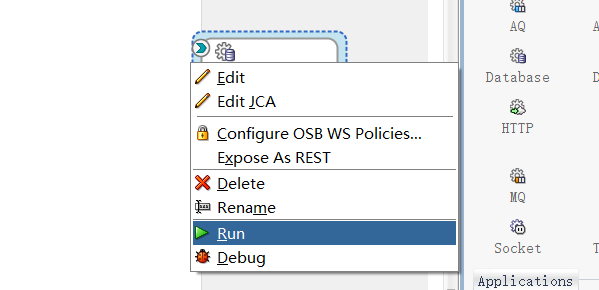 Edit
Edit JCA
Configure OSB WS Policies...
Expose As REST
Delete
Rename
Run
Debug
AQ
Database
HTTP
MQ
Socket
Applications